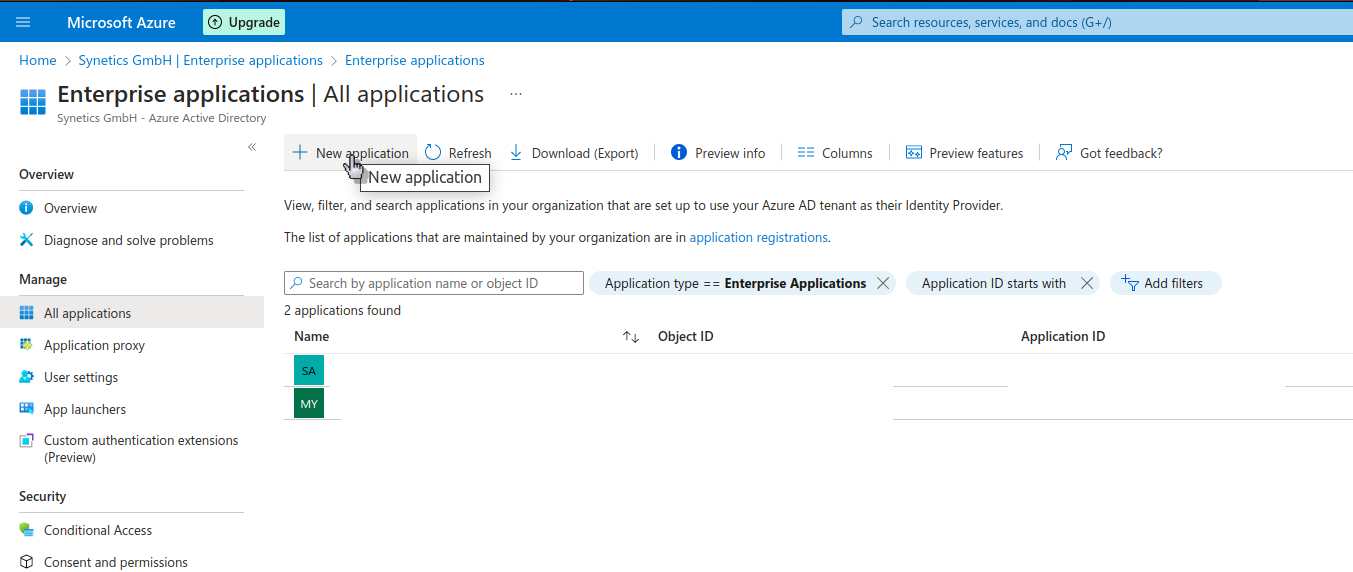 Microsoft Azure
Upgrade
Search resources, services, and docs (G+/)
Home > Synetics GmbH | Enterprise applications > Enterprise applications
Enterprise applications | All applications ...
Synetics GmbH - Azure Active Directory
«
New application
Refresh
Download (Export)
Preview info
Columns
Preview features
Got feedback?
New application
Overview
Overview
Diagnose and solve problems
Manage
All applications
Application proxy
User settings
App launchers
Custom authentication extensions
(Preview)
Security
Conditional Access
Consent and permissions
View, filter, and search applications in your organization that are set up to use your Azure AD tenant as their Identity Provider.
The list of applications that are maintained by your organization are in application registrations.
Search by application name or object ID
Application type == Enterprise Applications
Application ID starts with
Add filters
2 applications found
Name
Object ID
Application ID
SA
MY